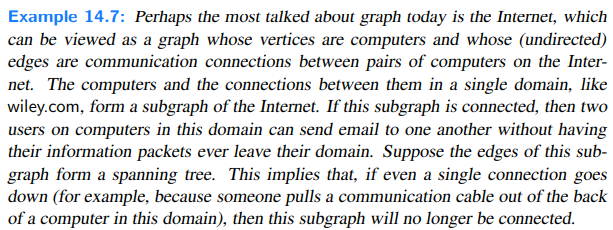 Example 14.7: Perhaps the most talked about graph today is the Internet, which
can be viewed as a graph whose vertices are computers and whose (undirected)
edges are communication connections between pairs of computers on the Inter-
net. The computers and the connections between them in a single domain, like
wiley.com, form a subgraph of the Internet. If this subgraph is connected, then two
users on computers in this domain can send email to one another without having
their information packets ever leave their domain. Suppose the edges of this sub-
graph form a spanning tree. This implies that, if even a single connection goes
down (for example, because someone pulls a communication cable out of the back
of a computer in this domain), then this subgraph will no longer be connected.